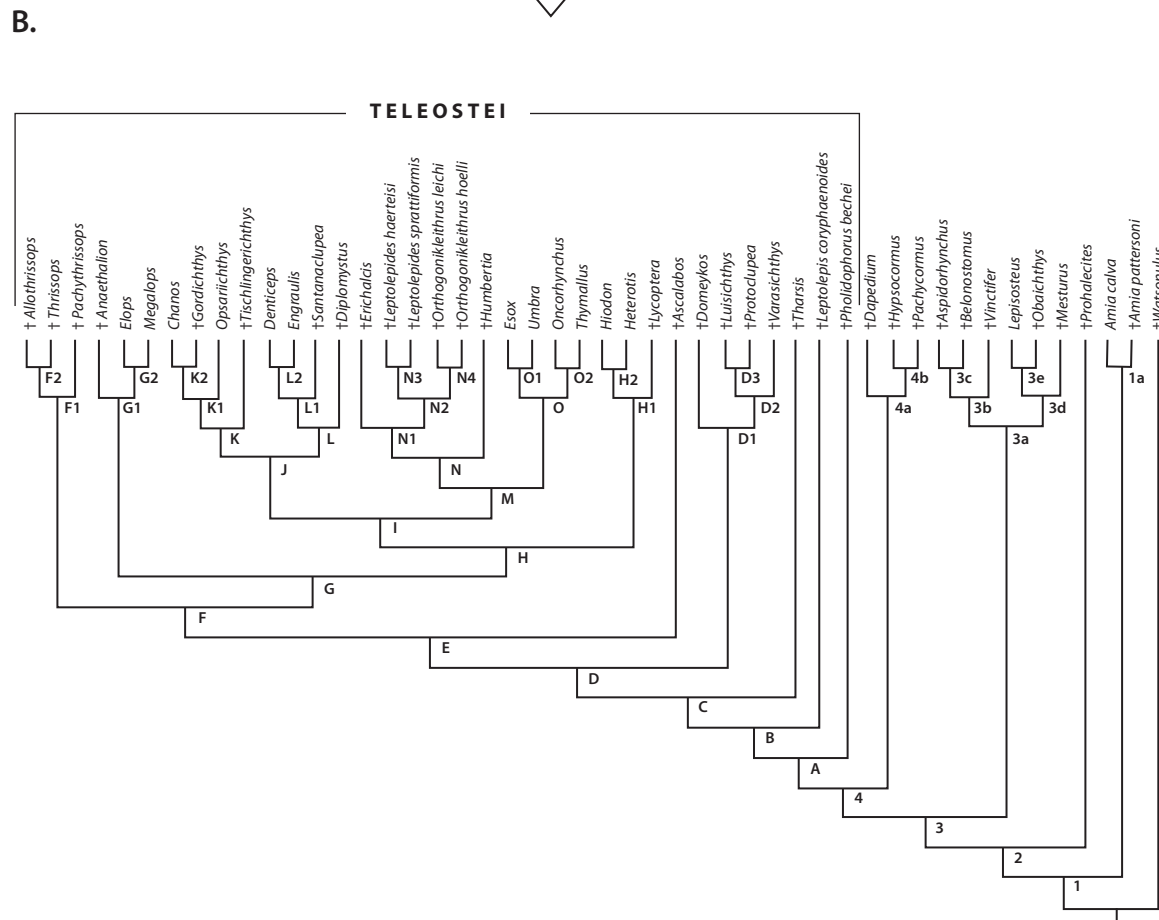 B.
TELEOSTEI
† Allothrissops
† Thrissops
† Pachythrissops
† Anaethalion
Elops
Megalops
Chanos
†Gordichthys
Opsariichthys
†Tischlingerichthys
Denticeps
Engraulis
†Santanaclupea
†Diplomystus
†Erichalcis
†Leptolepides haerteisi
†Leptolepides sprattiformis
†Orthogonikleithrus leichi
†Orthogonikleithrus hoelli
†Humbertia
Esox
Umbra
Oncorhynchus
Thymallus
Hiodon
Heterotis
†Lycoptera
†Ascalabos
†Domeykos
†Luisichthys
†Protoclupea
†Varasichthys
†Tharsis
†Leptolepis coryphaenoides
†Pholidophorus bechei
†Dapedium
†Hypsocormus
†Pachycormus
†Aspidorhynchus
†Belonostomus
†Vinctifer
Lepisosteus
†Obaichthys
†Mesturus
†Prohalecites
Amia calva
†Amia pattersoni
F2 G2 K2 L2 N3 N4 O1 O2 H2 D3 4b 3c 3e 1a
F1 G1 K1 L1 N2 O H1 D2 4a 3b 3d
K L N1 D1 3a
J N
M
I
H
G
F
E
D
C
B
A
4
3
2
1